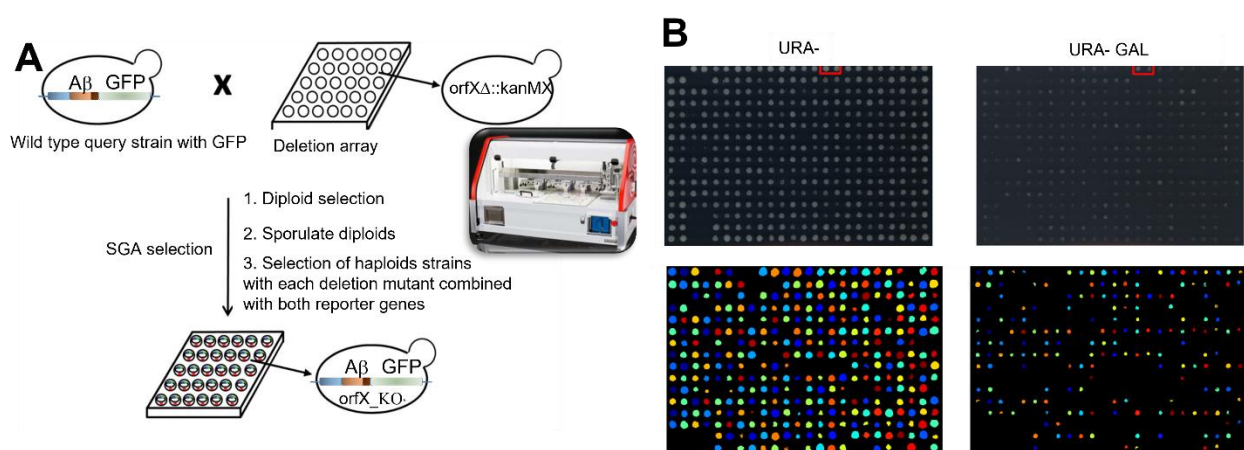 A
Aβ GFP
X
orfXΔ::kanMX
Wild type query strain with GFP
Deletion array
SGA selection
1. Diploid selection
2. Sporulate diploids
3. Selection of haploids strains
with each deletion mutant combined
with both reporter genes
Aβ GFP
orfX_KO-
B
URA-
URA- GAL